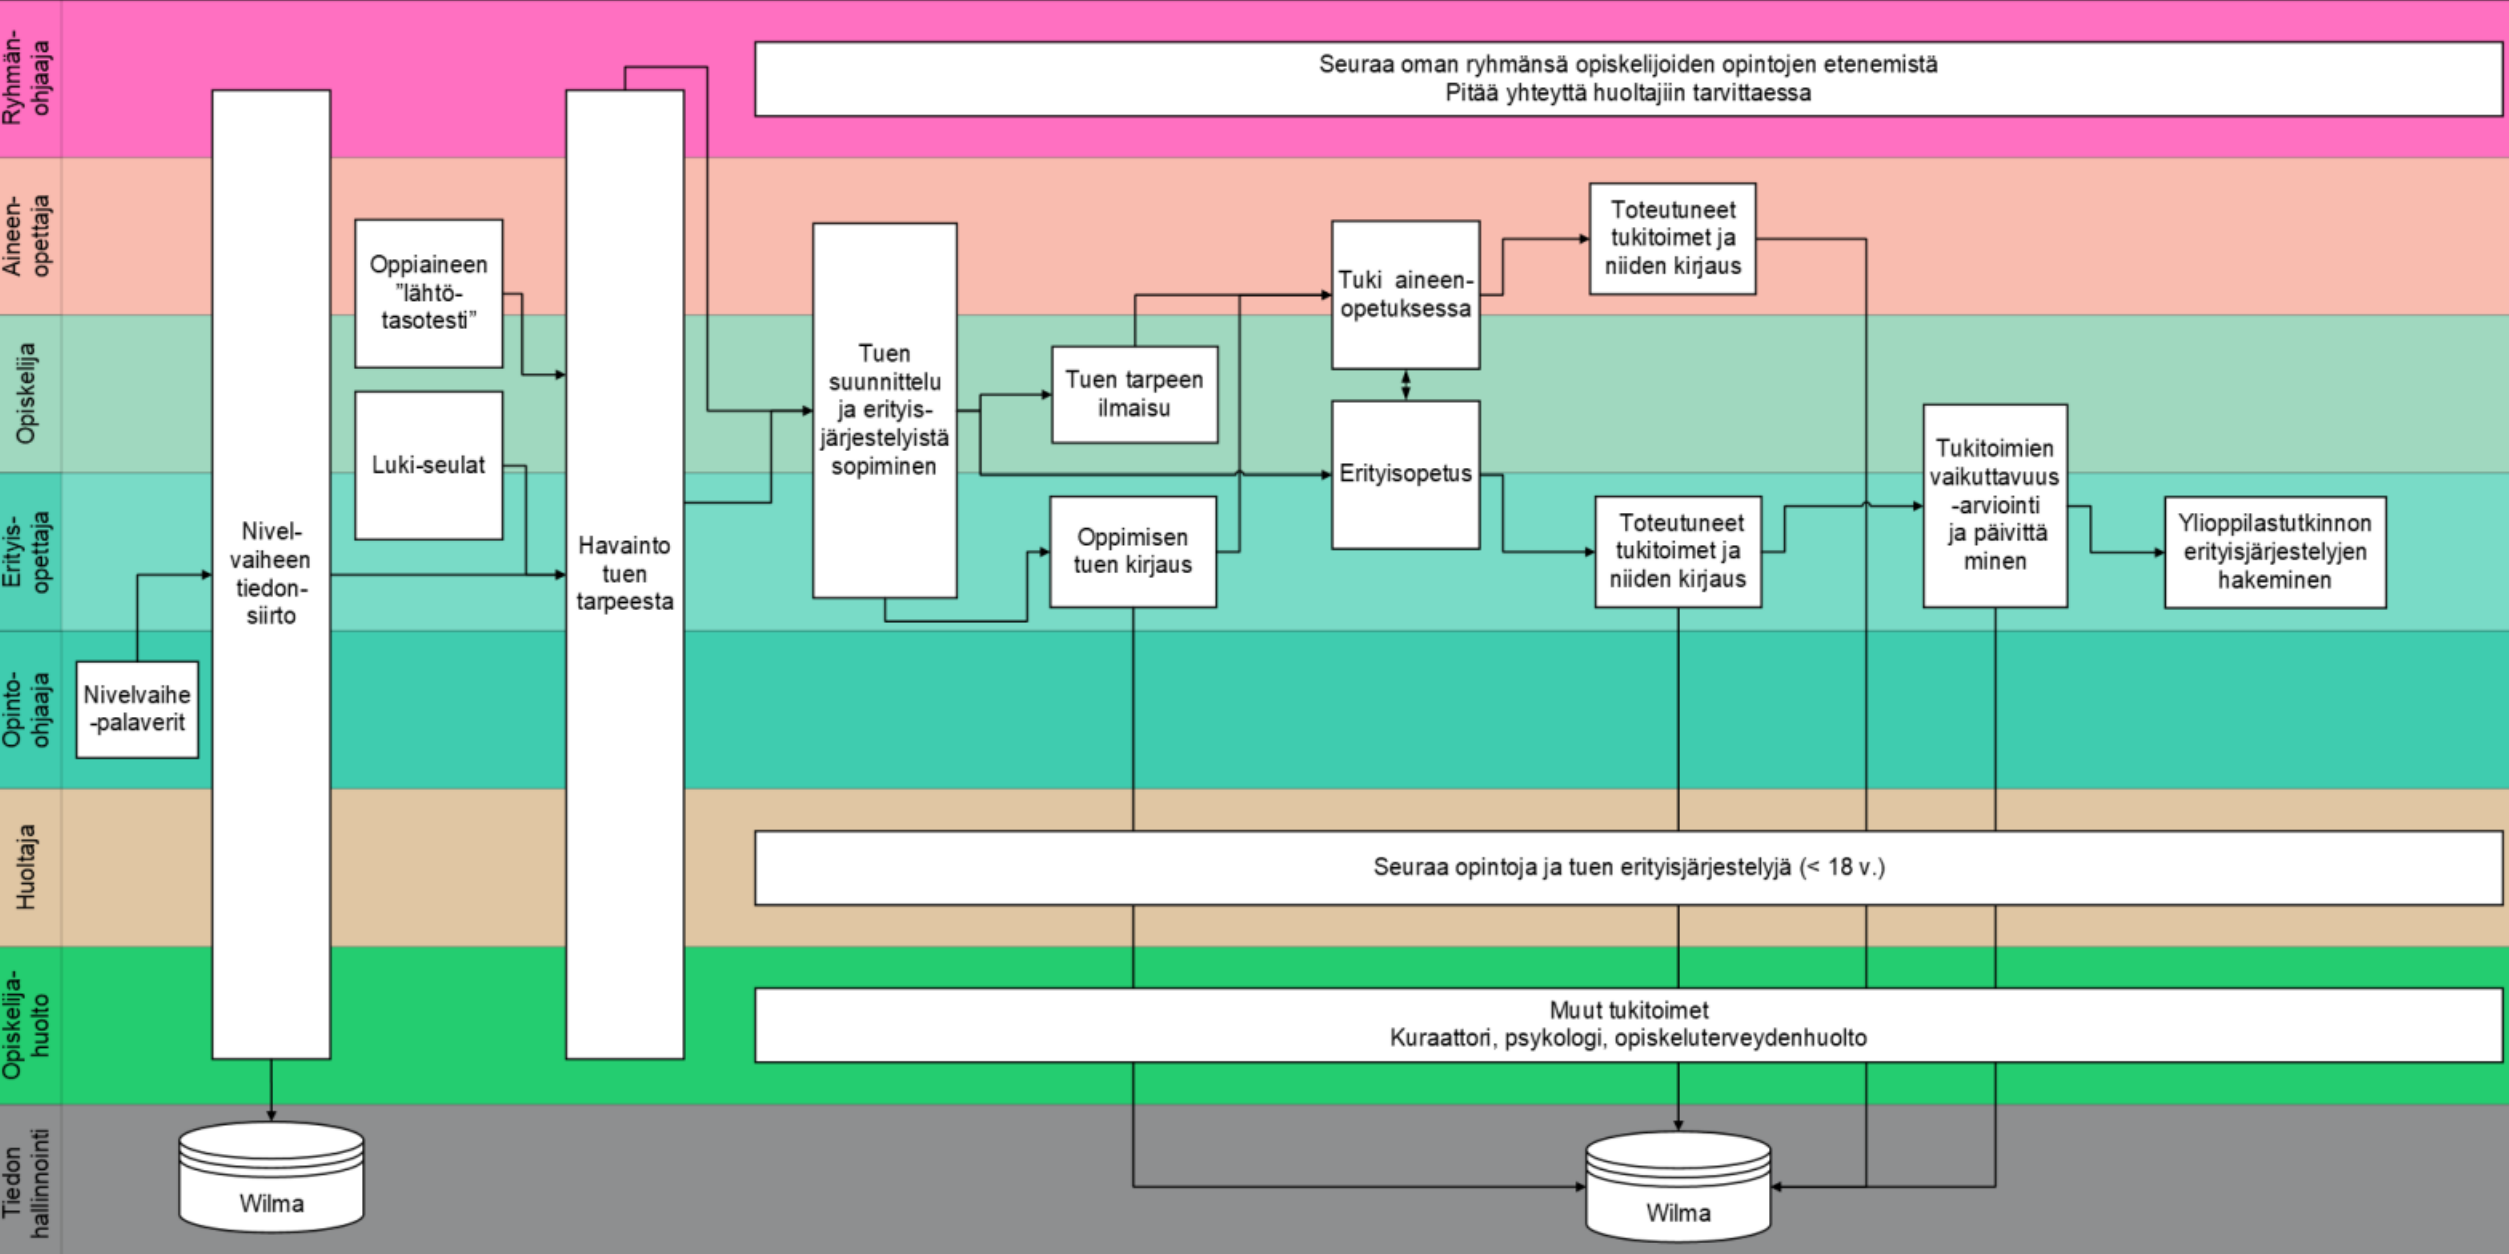 Ryhmän-
ohjaaja
Seuraa oman ryhmänsä opiskelijoiden opintojen etenemistä
Pitää yhteyttä huoltajiin tarvittaessa
Aineen-
opettaja
Oppiaineen
”lähtö-
tasotesti”
Tuki aineen-
opetuksessa
Toteutuneet
tukitoimet ja
niiden kirjaus
Opiskelija
Luki-seulat
Tuen
suunnittelu
ja erityis-
järjestelyistä
sopiminen
Tuen tarpeen
ilmaisu
Erityisopetus
Tukitoimien
vaikuttavuus
-arviointi
ja päivittä
minen
Erityis-
opettaja
Nivel-
vaiheen
tiedon-
siirto
Havainto
tuen
tarpeesta
Oppimisen
tuen kirjaus
Toteutuneet
tukitoimet ja
niiden kirjaus
Ylioppilastutkinnon
erityisjärjestelyjen
hakeminen
Opinto-
ohjaaja
Nivelvaihe
-palaverit
Huoltaja
Seuraa opintoja ja tuen erityisjärjestelyjä (< 18 v.)
Opiskelija-
huolto
Muut tukitoimet
Kuraattori, psykologi, opiskeluterveydenhuolto
Tiedon
hallinnointi
Wilma
Wilma